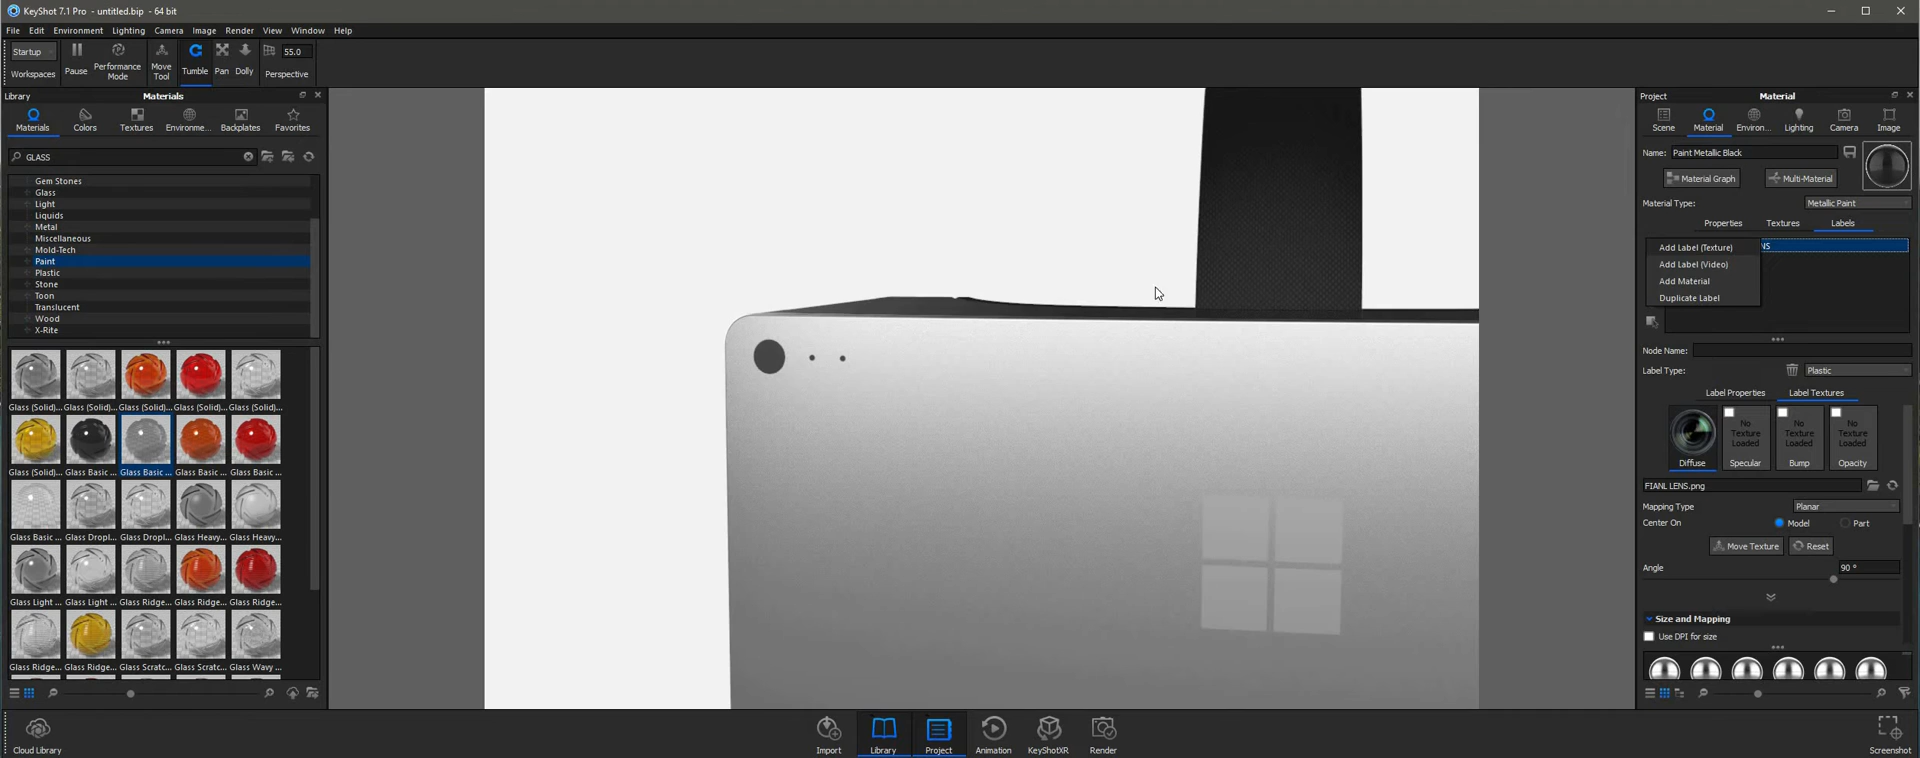 KeyShot 7.1 Pro - untitled.bip - 64 bit
File Edit Environment Lighting Camera Image Render View Window Help
Startup
Workspaces
Pause
Performance Mode
Move Tool
Tumble
Pan
Dolly
55.0
Perspective
Library
Materials
Materials Colors Textures Environme... Backplates Favorites
GLASS
Gem Stones
Glass
Light
Liquids
Metal
Miscellaneous
Mold-Tech
Paint
Plastic
Stone
Toon
Translucent
Wood
X-Rite
Glass (Solid)... Glass (Solid)... Glass (Solid)... Glass (Solid)... Glass (Solid)...
Glass (Solid)... Glass Basic ... Glass Basic ... Glass Basic ... Glass Basic ...
Glass Basic ... Glass Dropl... Glass Dropl... Glass Heavy... Glass Heavy...
Glass Light ... Glass Light ... Glass Ridge... Glass Ridge... Glass Ridge...
Glass Ridge... Glass Ridge... Glass Scratc... Glass Scratc... Glass Wavy ...
Project
Material
Scene Material Environ... Lighting Camera Image
Name: Paint Metallic Black
Material Graph
Multi-Material
Material Type: Metallic Paint
Properties Textures Labels
NS
Add Label (Texture)
Add Label (Video)
Add Material
Duplicate Label
Node Name:
Label Type: Plastic
Label Properties Label Textures
Diffuse
No Texture Loaded
Specular
No Texture Loaded
Bump
No Texture Loaded
Opacity
FIANL LENS.png
Mapping Type Planar
Center On Model Part
Move Texture Reset
Angle 90 °
Size and Mapping
Use DPI for size
Cloud Library
Import
Library
Project
Animation
KeyShotXR
Render
Screenshot